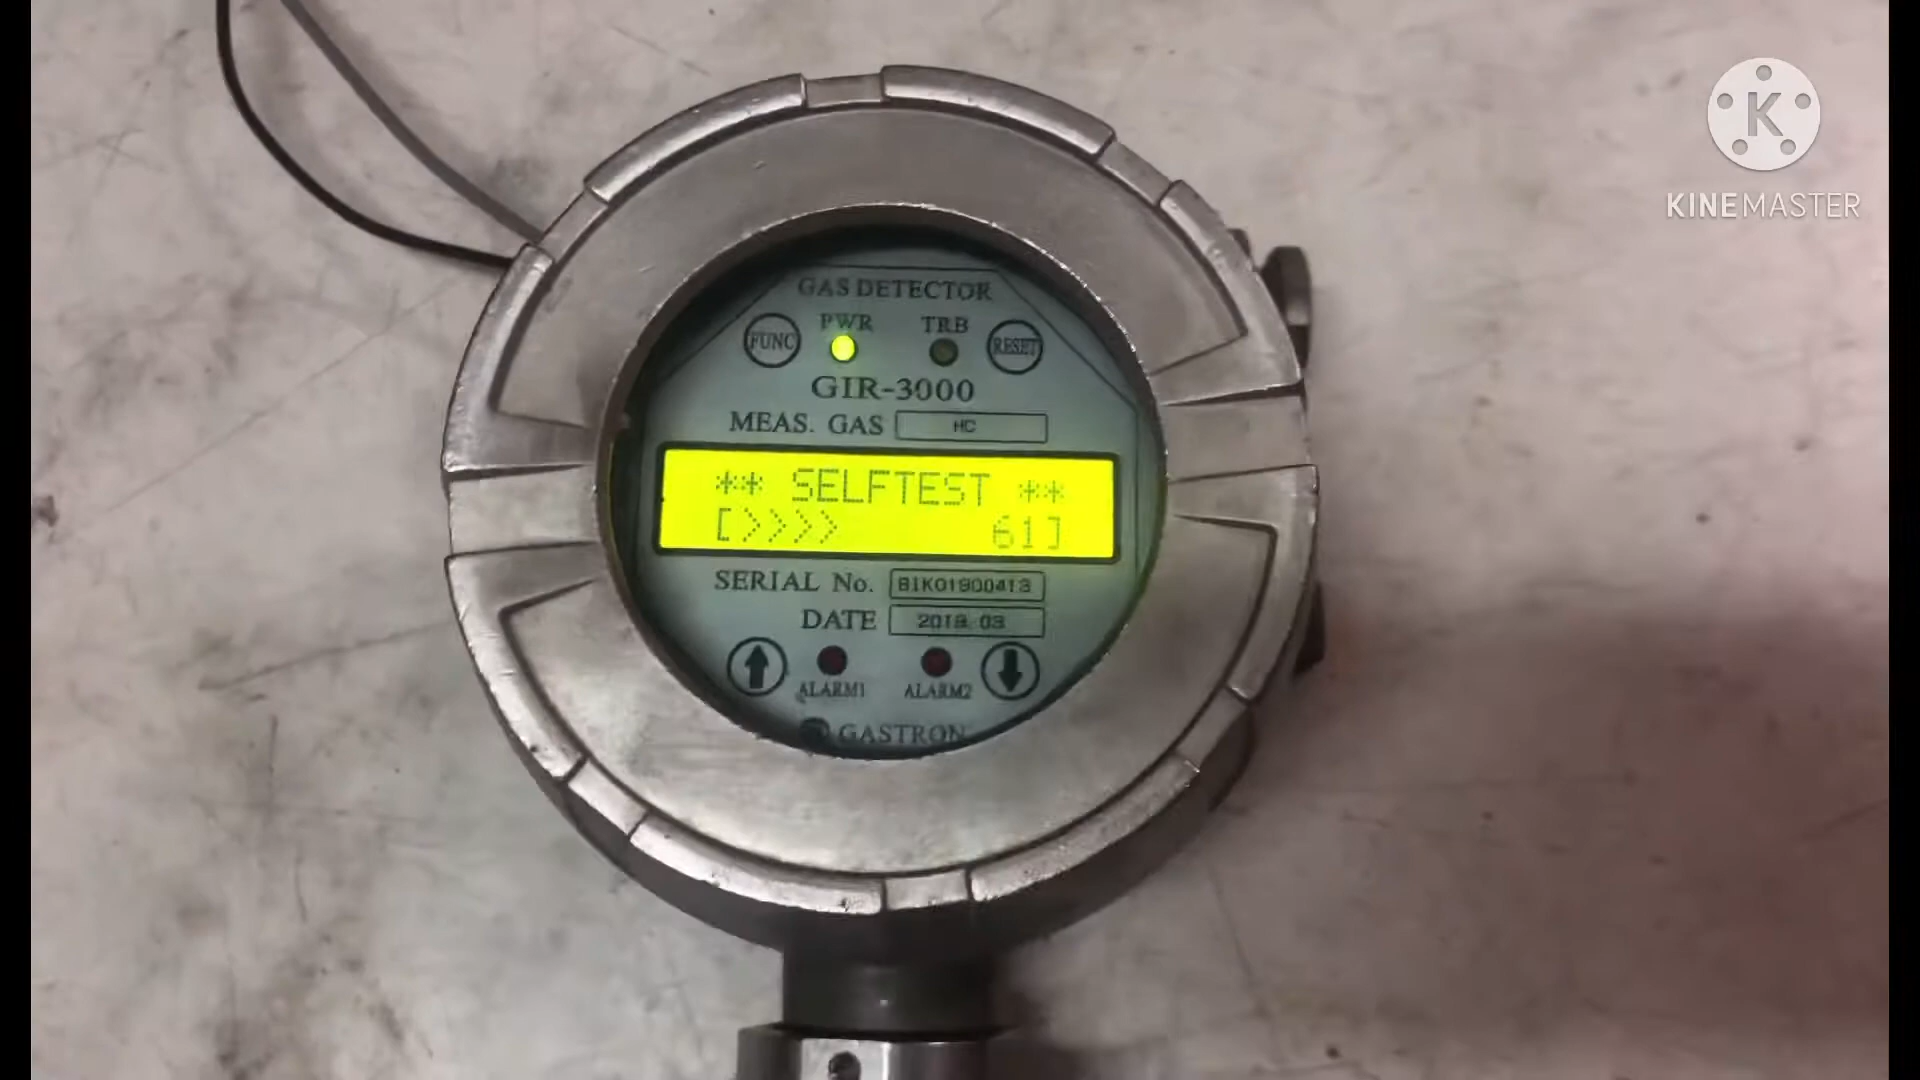 K
KINEMASTER
GAS DETECTOR
PWR TRB
FUNC RESET
GIR-3000
MEAS. GAS HC
** SELFTEST **
[>>>> 61]
SERIAL No. BIK01900413
DATE 2019.03
ALARM1 ALARM2
GASTRON